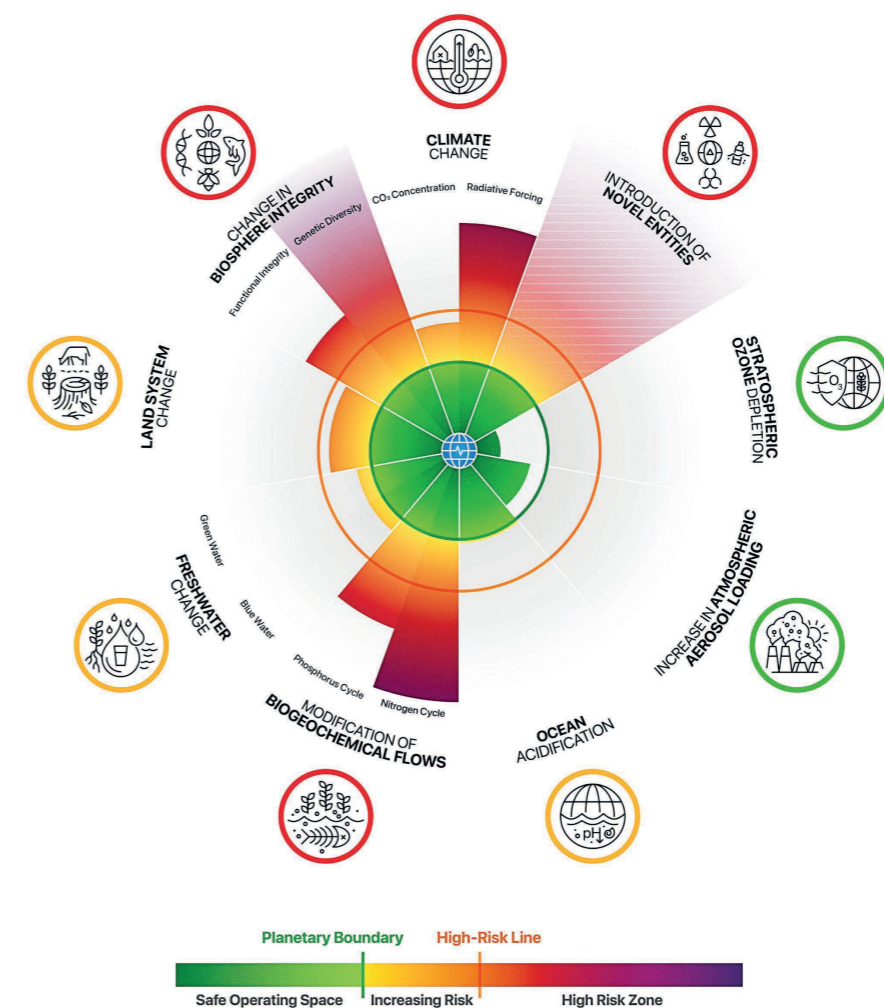 CLIMATE
CHANGE
CO₂ Concentration
Radiative Forcing
INTRODUCTION OF
NOVEL ENTITIES
STRATOSPHERIC
OZONE DEPLETION
O₃
INCREASE IN ATMOSPHERIC
AEROSOL LOADING
OCEAN
ACIDIFICATION
pH
MODIFICATION OF
BIOGEOCHEMICAL FLOWS
Phosphorus Cycle
Nitrogen Cycle
FRESHWATER
CHANGE
Green Water
Blue Water
LAND SYSTEM
CHANGE
CHANGE IN
BIOSPHERE INTEGRITY
Functional Integrity
Genetic Diversity
Planetary Boundary
High-Risk Line
Safe Operating Space
Increasing Risk
High Risk Zone